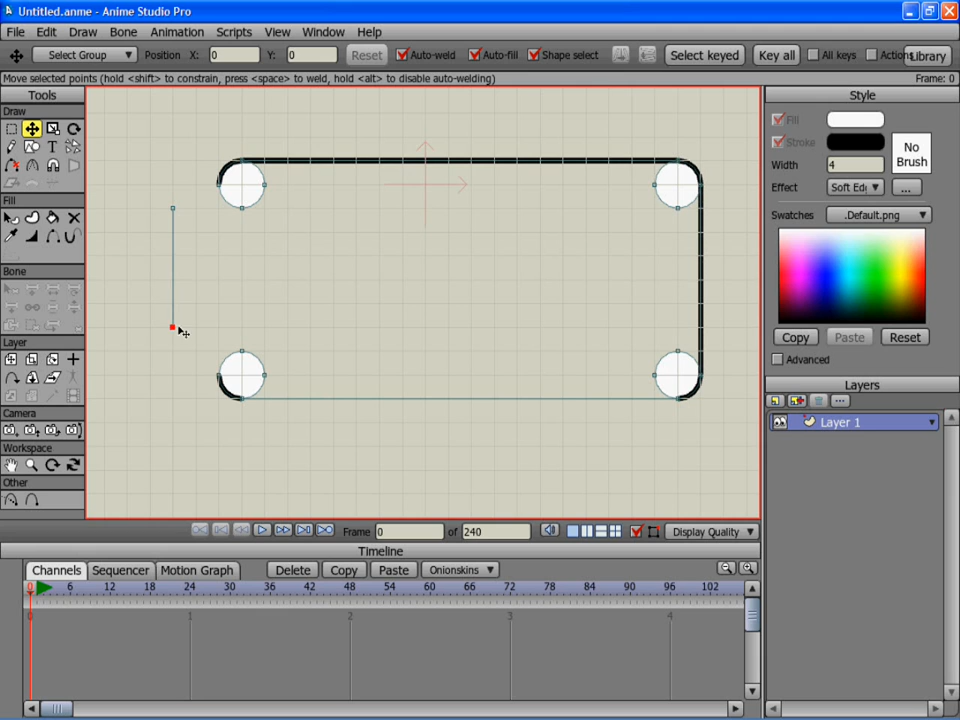 Untitled.anme - Anime Studio Pro
File Edit Draw Bone Animation Scripts View Window Help
Select Group Position X: 0 Y: 0 Reset Auto-weld Auto-fill Shape select Select keyed Key all All keys Actions Library
Move selected points (hold <shift> to constrain, press <space> to weld, hold <alt> to disable auto-welding) Frame: 0
Tools
Draw
T
Fill
Bone
Layer
Camera
Workspace
Other
Style
Fill
Stroke
No Brush
Width 4
Effect Soft Edg ...
Swatches .Default.png
Copy Paste Reset
Advanced
Layers
...
Layer 1
Frame 0 of 240 Display Quality
Timeline
Channels Sequencer Motion Graph Delete Copy Paste Onionskins
0 6 12 18 24 30 36 42 48 54 60 66 72 78 84 90 96 102
0 1 2 3 4